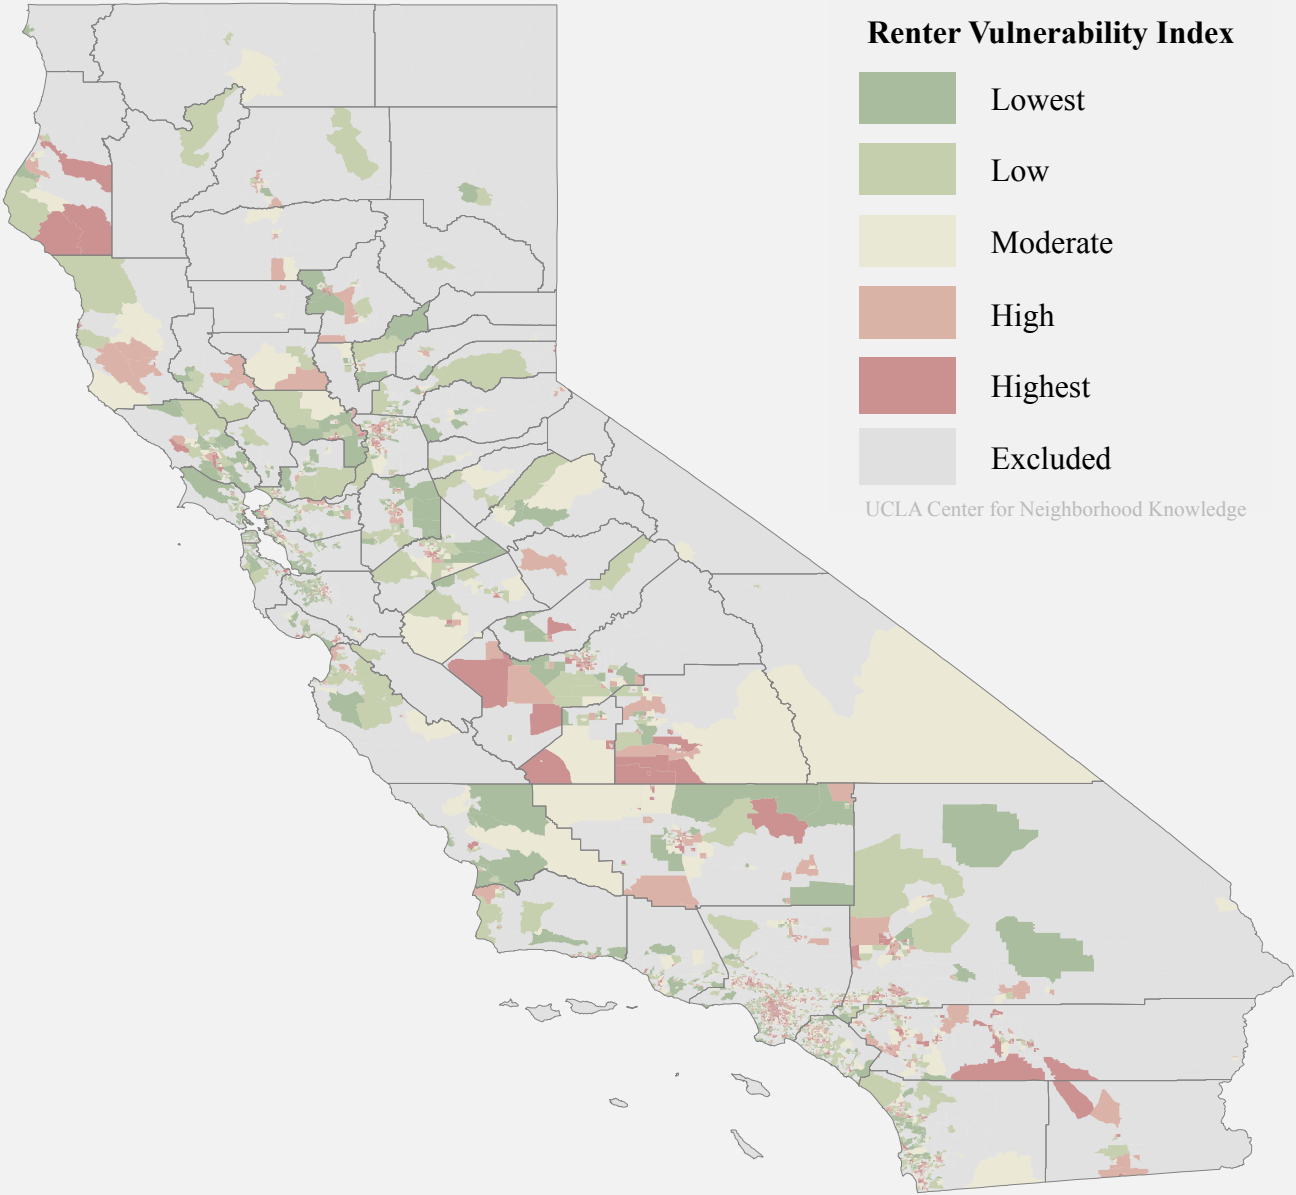 Renter Vulnerability Index
Lowest
Low
Moderate
High
Highest
Excluded
UCLA Center for Neighborhood Knowledge